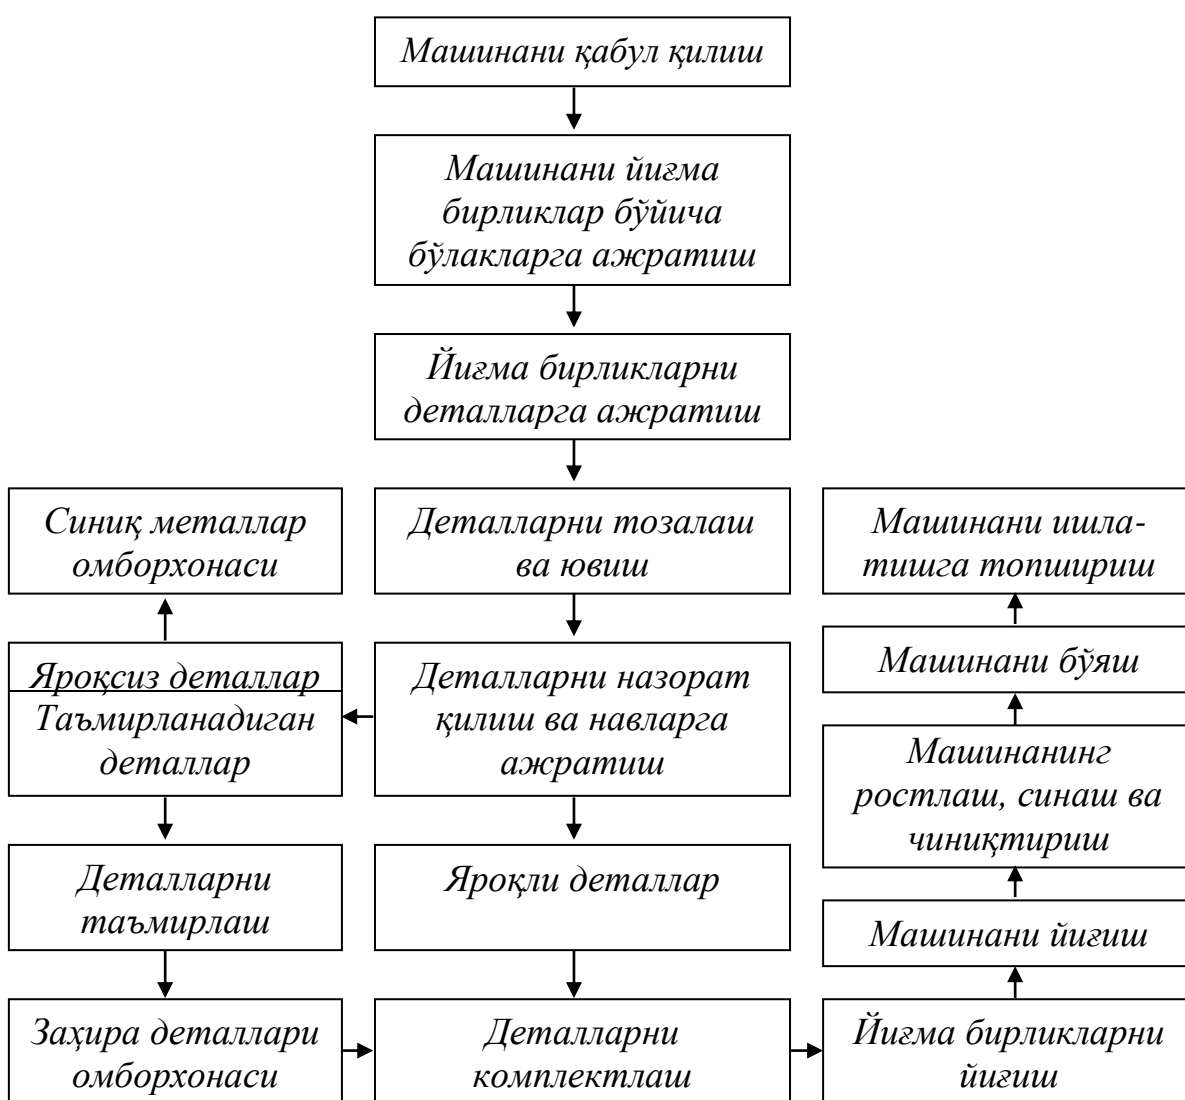 Машинани қабул қилиш
Машинани йиғма
бирликлар бўйича
бўлакларга ажратиш
Йиғма бирликларни
деталларга ажратиш
Синиқ металлар
омборхонаси
Деталларни тозалаш
ва ювиш
Машинани ишла-
тишга топшириш
Яроқсиз деталлар
Таъмирланадиган
деталлар
Деталларни назорат
қилиш ва навларга
ажратиш
Машинани бўяш
Машинанинг
ростлаш, синаш ва
чиниқтириш
Деталларни
таъмирлаш
Яроқли деталлар
Машинани йиғиш
Захира деталлари
омборхонаси
Деталларни
комплектлаш
Йиғма бирликларни
йиғиш